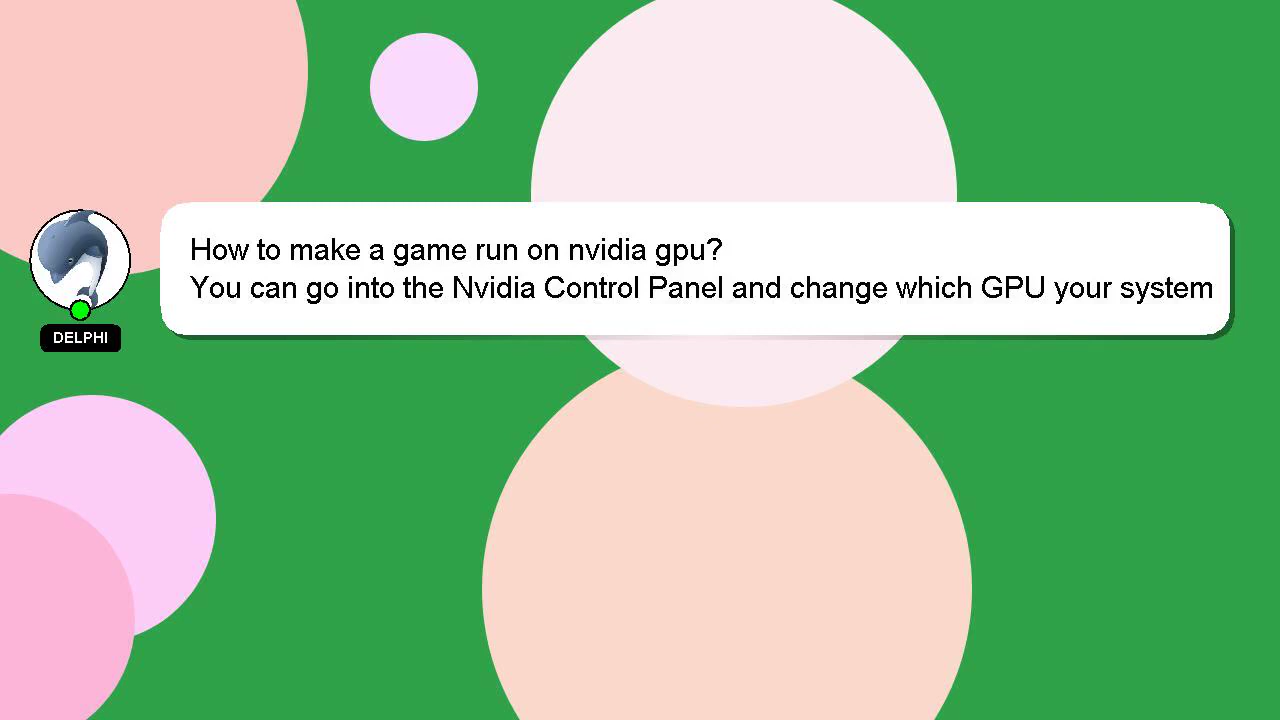 How to make a game run on nvidia gpu?
You can go into the Nvidia Control Panel and change which GPU your system
DELPHI